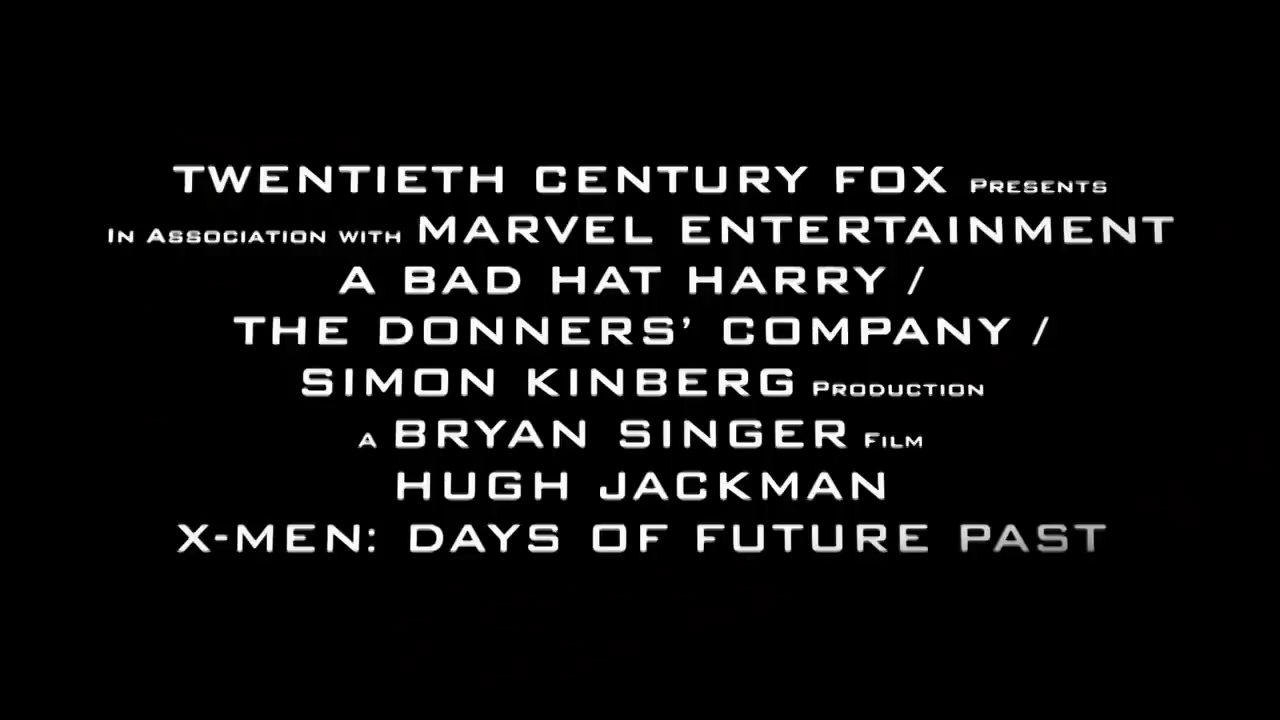 TWENTIETH CENTURY FOX PRESENTS
IN ASSOCIATION WITH MARVEL ENTERTAINMENT
A BAD HAT HARRY /
THE DONNERS' COMPANY /
SIMON KINBERG PRODUCTION
A BRYAN SINGER FILM
HUGH JACKMAN
X-MEN: DAYS OF FUTURE PAST